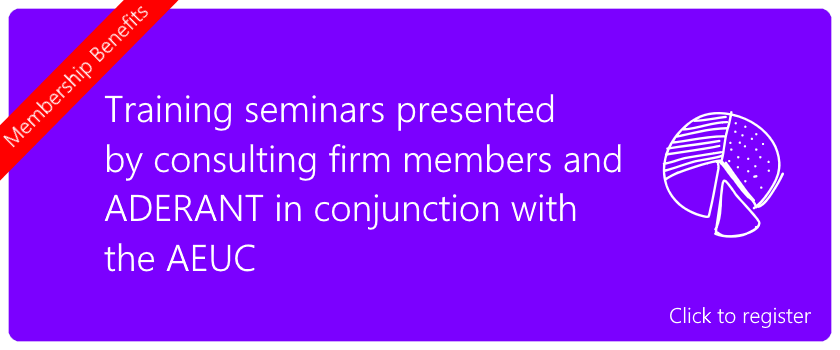 Membership Benefits
Training seminars presented
by consulting firm members and
ADERANT in conjunction with
the AEUC
Click to register